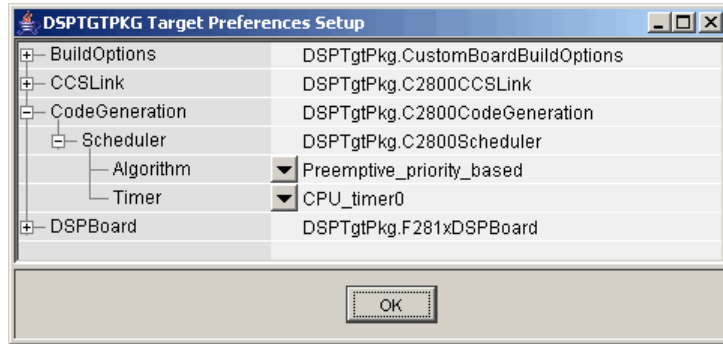 DSPTGTPKG Target Preferences Setup
BuildOptions DSPTgtPkg.CustomBoardBuildOptions
CCSLink DSPTgtPkg.C2800CCSLink
CodeGeneration DSPTgtPkg.C2800CodeGeneration
Scheduler DSPTgtPkg.C2800Scheduler
Algorithm Preemptive_priority_based
Timer CPU_timer0
DSPBoard DSPTgtPkg.F281xDSPBoard
OK